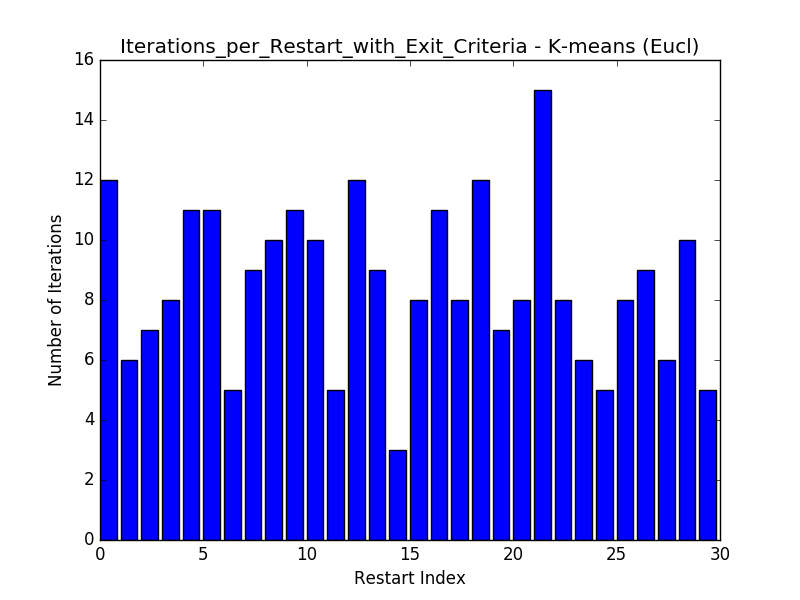 Iterations_per_Restart_with_Exit_Criteria - K-means (Eucl)
16
14
12
10
8
6
4
2
0
Number of Iterations
0 5 10 15 20 25 30
Restart Index